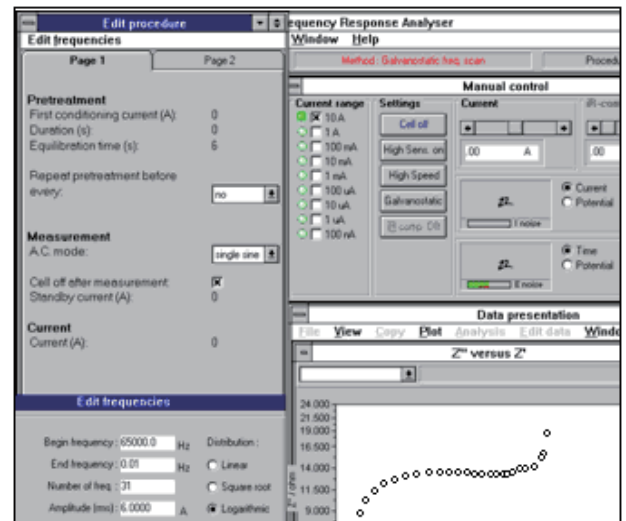 Edit procedure
Edit frequencies
Page 1
Page 2
Pretreatment
First conditioning current (A): 0
Duration (s): 0
Equilibration time (s): 6
Repeat pretreatment before
every: no
Measurement
A.C. mode: single sine
Cell off after measurement:
Standby current (A): 0
Current
Current (A): 0
Edit frequencies
Begin frequency : 65000.0 Hz
End frequency : 0.01 Hz
Number of freq. : 31
Amplitude (rms) : 6.0000 A
Distribution :
Linear
Square root
Logarithmic
equency Response Analyser
Window Help
Method : Galvanostatic freq. scan
Procedu
Manual control
Current range
10 A
1 A
100 mA
10 mA
1 mA
100 uA
10 uA
1 uA
100 nA
Settings
Cell off
High Sens. on
High Speed
Galvanostatic
iR comp. Off
Current
.00 A
iR-com
.00
I noise
Current
Potential
E noise
Time
Potential
Data presentation
File View Copy Plot Analysis Edit data Windo
Z'' versus Z'
24.000
21.500
19.000
16.500
14.000
11.500
9.000
Z'' / ohm